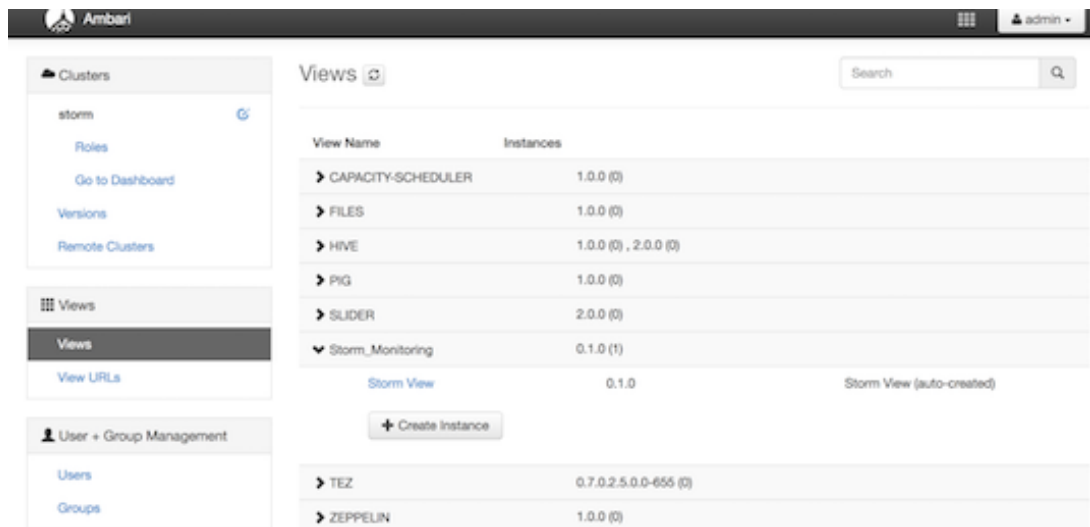 Ambari
admin
Clusters
storm
Roles
Go to Dashboard
Versions
Remote Clusters
Views
Views
View URLs
User + Group Management
Users
Groups
Views
Search
View Name Instances
CAPACITY-SCHEDULER 1.0.0 (0)
FILES 1.0.0 (0)
HIVE 1.0.0 (0) , 2.0.0 (0)
PIG 1.0.0 (0)
SLIDER 2.0.0 (0)
Storm_Monitoring 0.1.0 (1)
Storm View 0.1.0 Storm View (auto-created)
Create Instance
TEZ 0.7.0.2.5.0.0-655 (0)
ZEPPELIN 1.0.0 (0)